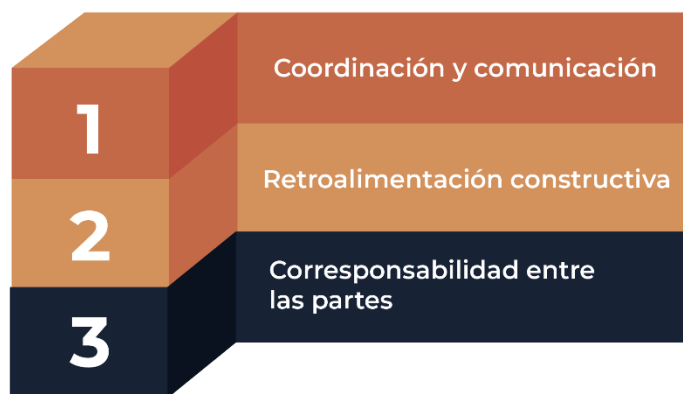 1
Coordinación y comunicación
2
Retroalimentación constructiva
3
Corresponsabilidad entre
las partes